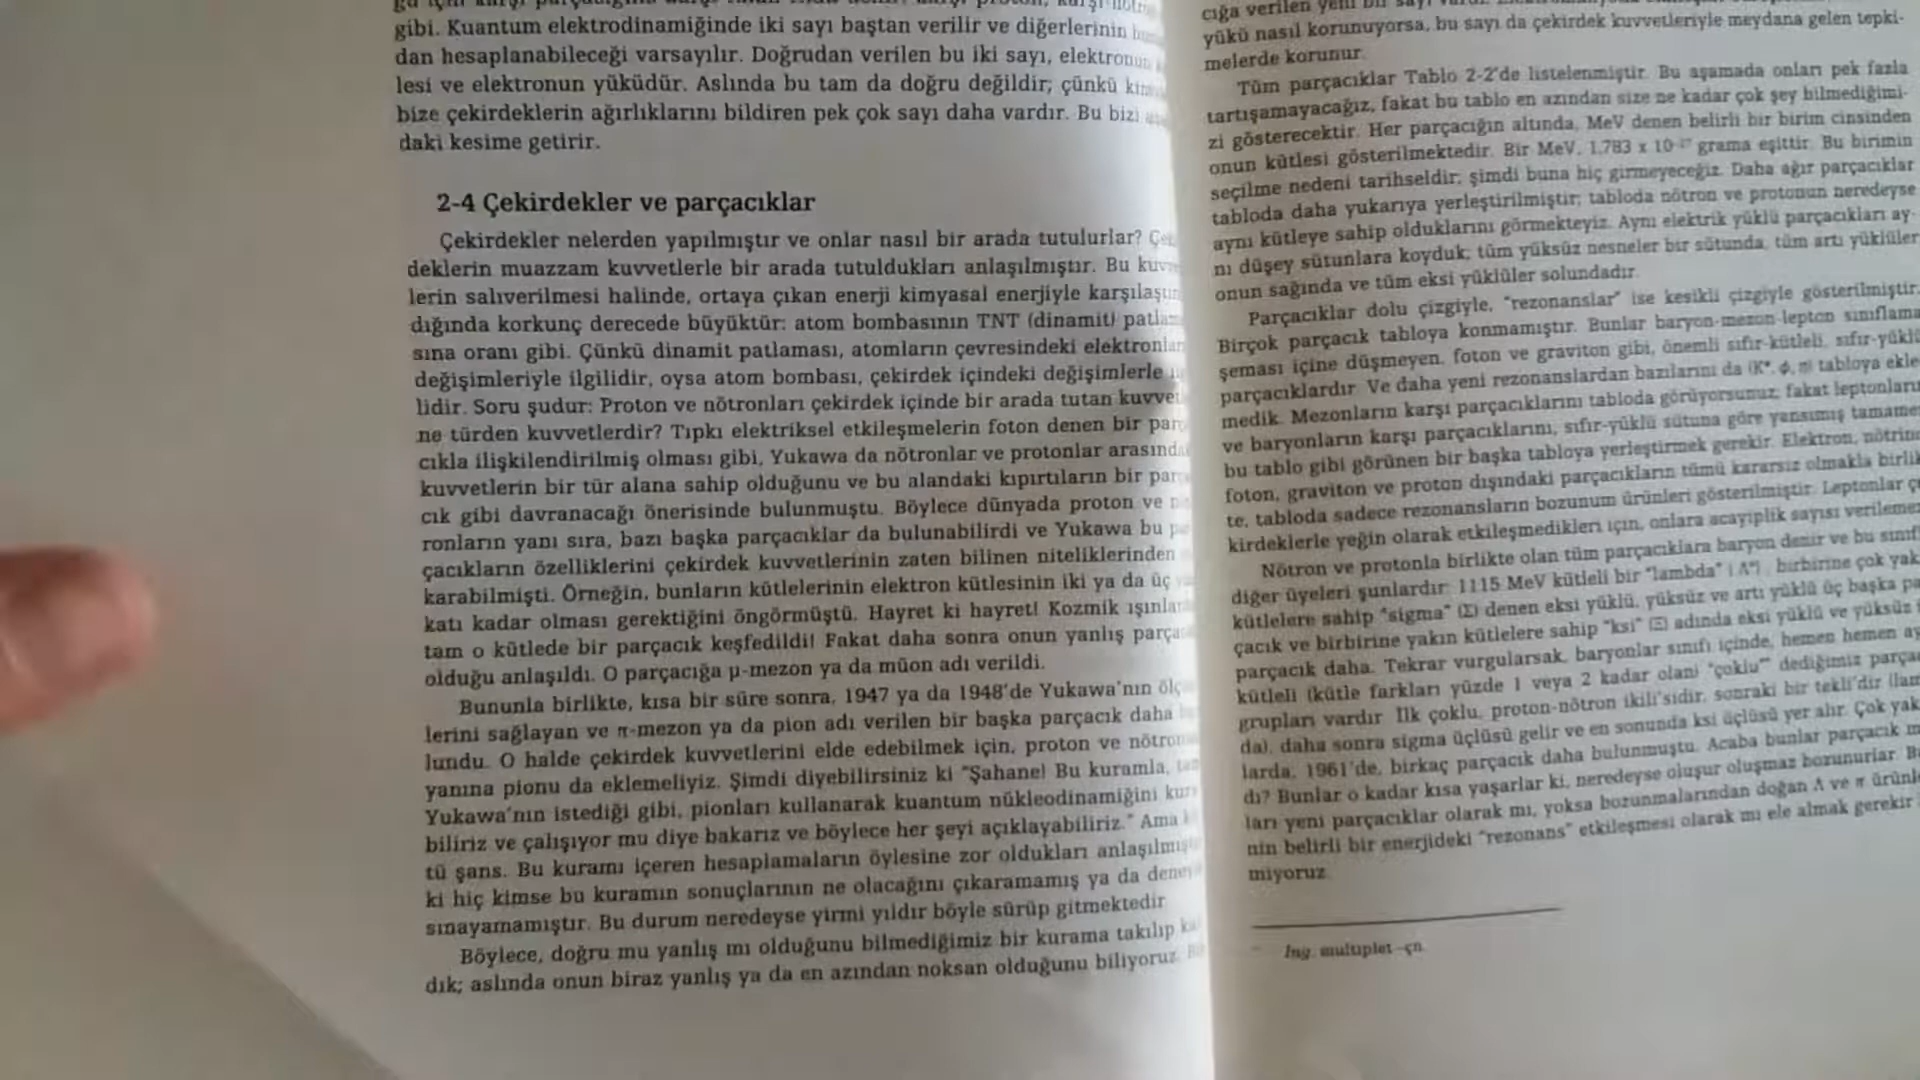 gibi. Kuantum elektrodinamiğinde iki sayı baştan verilir ve diğerlerinin
dan hesaplanabileceği varsayılır. Doğrudan verilen bu iki sayı, elektronun
lesi ve elektronun yüküdür. Aslında bu tam da doğru değildir; çünkü
bize çekirdeklerin ağırlıklarını bildiren pek çok sayı daha vardır. Bu bizi
daki kesime getirir.
2-4 Çekirdekler ve parçacıklar
Çekirdekler nelerden yapılmıştır ve onlar nasıl bir arada tutulurlar?
deklerin muazzam kuvvetlerle bir arada tutuldukları anlaşılmıştır. Bu
lerin salıverilmesi halinde, ortaya çıkan enerji kimyasal enerjiyle
dığında korkunç derecede büyüktür: atom bombasının TNT (dinamit)
sına oranı gibi. Çünkü dinamit patlaması, atomların çevresindeki
değişimleriyle ilgilidir, oysa atom bombası, çekirdek içindeki değişimlerle
lidir. Soru şudur: Proton ve nötronları çekirdek içinde bir arada tutan
ne türden kuvvetlerdir? Tıpkı elektriksel etkileşmelerin foton denen bir
cıkla ilişkilendirilmiş olması gibi, Yukawa da nötronlar ve protonlar
kuvvetlerin bir tür alana sahip olduğunu ve bu alandaki kıpırtıların bir
cık gibi davranacağı önerisinde bulunmuştu. Böylece dünyada proton ve
ronların yanı sıra, bazı başka parçacıklar da bulunabilirdi ve Yukawa bu
çacıkların özelliklerini çekirdek kuvvetlerinin zaten bilinen niteliklerinden
karabilmişti. Örneğin, bunların kütlelerinin elektron kütlesinin iki ya da üç
katı kadar olması gerektiğini öngörmüştü. Hayret ki hayret! Kozmik
tam o kütlede bir parçacık keşfedildi! Fakat daha sonra onun yanlış
olduğu anlaşıldı. O parçacığa μ-mezon ya da müon adı verildi.
Bununla birlikte, kısa bir süre sonra, 1947 ya da 1948'de Yukawa'nın
lerini sağlayan ve π-mezon ya da pion adı verilen bir başka parçacık daha
lundu. O halde çekirdek kuvvetlerini elde edebilmek için, proton ve
yanına pionu da eklemeliyiz. Şimdi diyebilirsiniz ki "Şahane! Bu kuramla,
Yukawa'nın istediği gibi, pionları kullanarak kuantum nükleodinamiğini
biliriz ve çalışıyor mu diye bakarız ve böylece her şeyi açıklayabiliriz." Ama
tü şans. Bu kuramı içeren hesaplamaların öylesine zor oldukları
ki hiç kimse bu kuramın sonuçlarının ne olacağını çıkaramamış ya da
sınayamamıştır. Bu durum neredeyse yirmi yıldır böyle sürüp gitmektedir.
Böylece, doğru mu yanlış mı olduğunu bilmediğimiz bir kurama takılıp
dık; aslında onun biraz yanlış ya da en azından noksan olduğunu biliyoruz.
cığa verilen yeni bir sayı
yükü nasıl korunuyorsa, bu sayı da çekirdek kuvvetleriyle meydana gelen tepki-
melerde korunur.
Tüm parçacıklar Tablo 2-2'de listelenmiştir. Bu aşamada onları pek fazla
tartışamayacağız, fakat bu tablo en azından size ne kadar çok şey bilmediğimi-
zi gösterecektir. Her parçacığın altında, MeV denen belirli bir birim cinsinden
onun kütlesi gösterilmektedir. Bir MeV, 1,783 x grama eşittir. Bu birimin
seçilme nedeni tarihseldir, şimdi buna hiç girmeyeceğiz. Daha ağır parçacıklar
tabloda daha yukarıya yerleştirilmiştir; tabloda nötron ve protonun neredeyse
aynı kütleye sahip olduklarını görmekteyiz. Aynı elektrik yüklü parçacıkları ay-
nı düşey sütunlara koyduk; tüm yüksüz nesneler bir sütunda, tüm artı yüklüler
onun sağında ve tüm eksi yüklüler solundadır.
Parçacıklar dolu çizgiyle, "rezonanslar" ise kesikli çizgiyle gösterilmiştir.
Birçok parçacık tabloya konmamıştır. Bunlar baryon-mezon-lepton
şeması içine düşmeyen, foton ve graviton gibi, önemli sıfır-kütleli,
parçacıklardır. Ve daha yeni rezonanslardan bazılarını da tabloya
medik. Mezonların karşı parçacıklarını tabloda görüyorsunuz, fakat leptonların
ve baryonların karşı parçacıklarını, sıfır-yüklü sütuna göre yansımış
bu tablo gibi görünen bir başka tabloya yerleştirmek gerekir. Elektron,
foton, graviton ve proton dışındaki parçacıkların tümü kararsız olmakla
te, tabloda sadece rezonansların bozunum ürünleri gösterilmiştir. Leptonlar
kirdeklerle yeğin olarak etkileşmedikleri için, onlara acayiplik sayısı
Nötron ve protonla birlikte olan tüm parçacıklara baryon denir ve bu
diğer üyeleri şunlardır: 1115 MeV kütleli bir "lambda" birbirine çok
kütlelere sahip "sigma" (Σ) denen eksi yüklü, yüksüz ve artı yüklü üç başka
çacık ve birbirine yakın kütlelere sahip "ksi" (Ξ) adında eksi yüklü ve yüksüz
parçacık daha. Tekrar vurgularsak, baryonlar sınıfı içinde, hemen hemen
kütleli (kütle farkları yüzde 1 veya 2 kadar olan) "çoklu" dediğimiz
grupları vardır. İlk çoklu, proton-nötron ikili'sidir, sonraki bir tekli'dir
da), daha sonra sigma üçlüsü gelir ve en sonunda ksi üçlüsü yer alır. Çok
larda, 1961'de, birkaç parçacık daha bulunmuştu. Acaba bunlar parçacık
dı? Bunlar o kadar kısa yaşarlar ki, neredeyse oluşur oluşmaz bozunurlar.
ları yeni parçacıklar olarak mı, yoksa bozunmalarından doğan Λ ve π
nin belirli bir enerjideki "rezonans" etkileşmesi olarak mı ele almak gerekir
miyoruz.
İng. multiplet -çn.